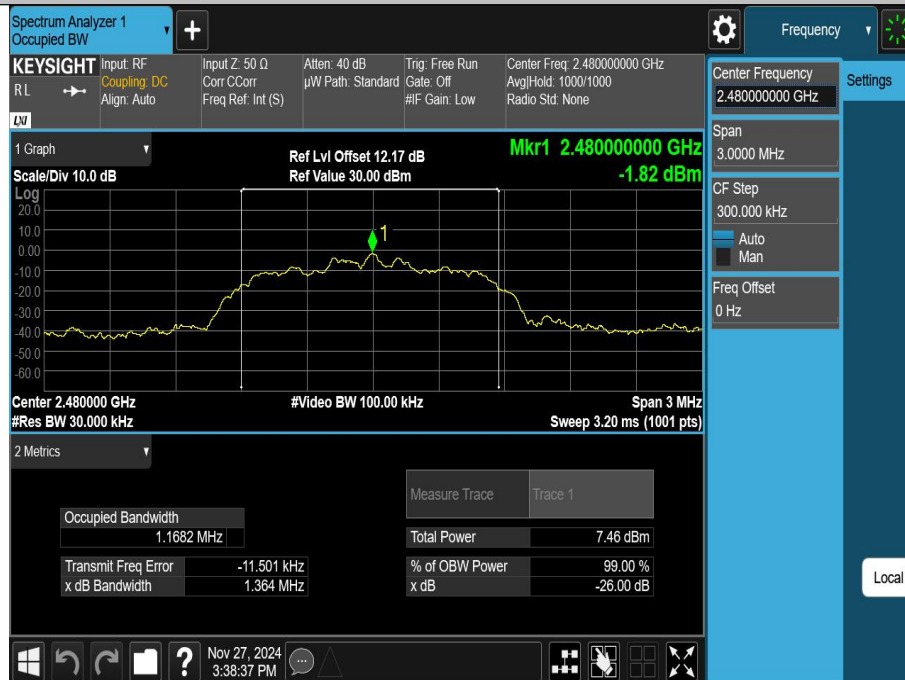 Spectrum Analyzer 1
Occupied BW
+
Frequency
KEYSIGHT
RL
LXI
Input: RF
Coupling: DC
Align: Auto
Input Z: 50 Ω
Corr CCorr
Freq Ref: Int (S)
Atten: 40 dB
µW Path: Standard
Trig: Free Run
Gate: Off
#IF Gain: Low
Center Freq: 2.480000000 GHz
Avg|Hold: 1000/1000
Radio Std: None
Center Frequency
2.480000000 GHz
Settings
Span
3.0000 MHz
CF Step
300.000 kHz
Auto
Man
Freq Offset
0 Hz
Local
1 Graph
Scale/Div 10.0 dB
Ref Lvl Offset 12.17 dB
Ref Value 30.00 dBm
Mkr1 2.480000000 GHz
-1.82 dBm
Log
20.0
10.0
0.00
-10.0
-20.0
-30.0
-40.0
-50.0
-60.0
1
Center 2.480000 GHz
#Res BW 30.000 kHz
#Video BW 100.00 kHz
Span 3 MHz
Sweep 3.20 ms (1001 pts)
2 Metrics
Measure Trace Trace 1
Occupied Bandwidth
1.1682 MHz
Total Power 7.46 dBm
Transmit Freq Error -11.501 kHz
% of OBW Power 99.00 %
x dB Bandwidth 1.364 MHz
x dB -26.00 dB
?
Nov 27, 2024
3:38:37 PM